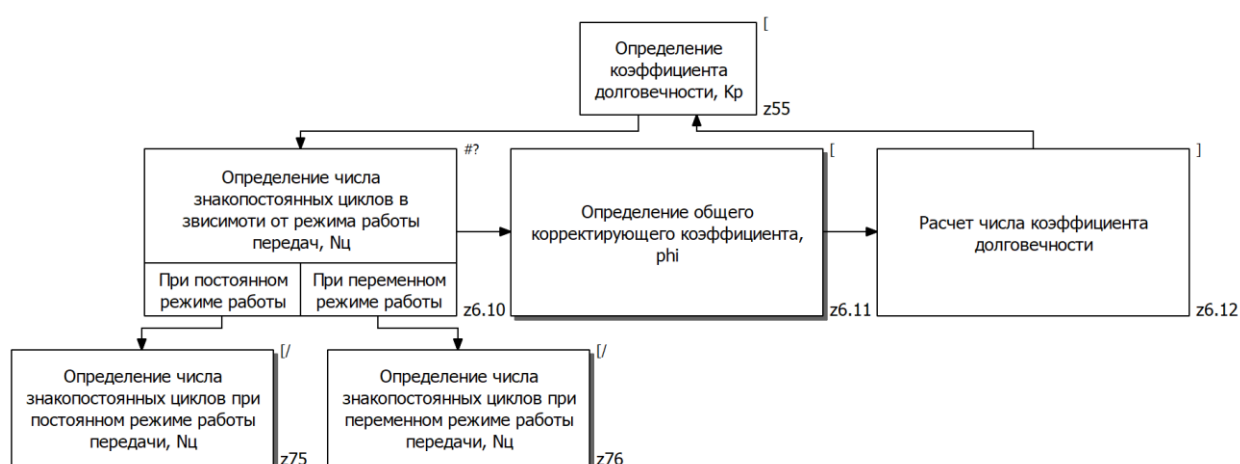 [
Определение
коэффициента
долговечности, Kp
z55
#?
Определение числа
знакопостоянных циклов в
звисимоти от режима работы
передач, Nц
При постоянном
режиме работы
При переменном
режиме работы
z6.10
[
Определение общего
корректирующего коэффициента,
phi
z6.11
]
Расчет числа коэффициента
долговечности
z6.12
[/
Определение числа
знакопостоянных циклов при
постоянном режиме работы
передачи, Nц
z75
[/
Определение числа
знакопостоянных циклов при
переменном режиме работы
передачи, Nц
z76